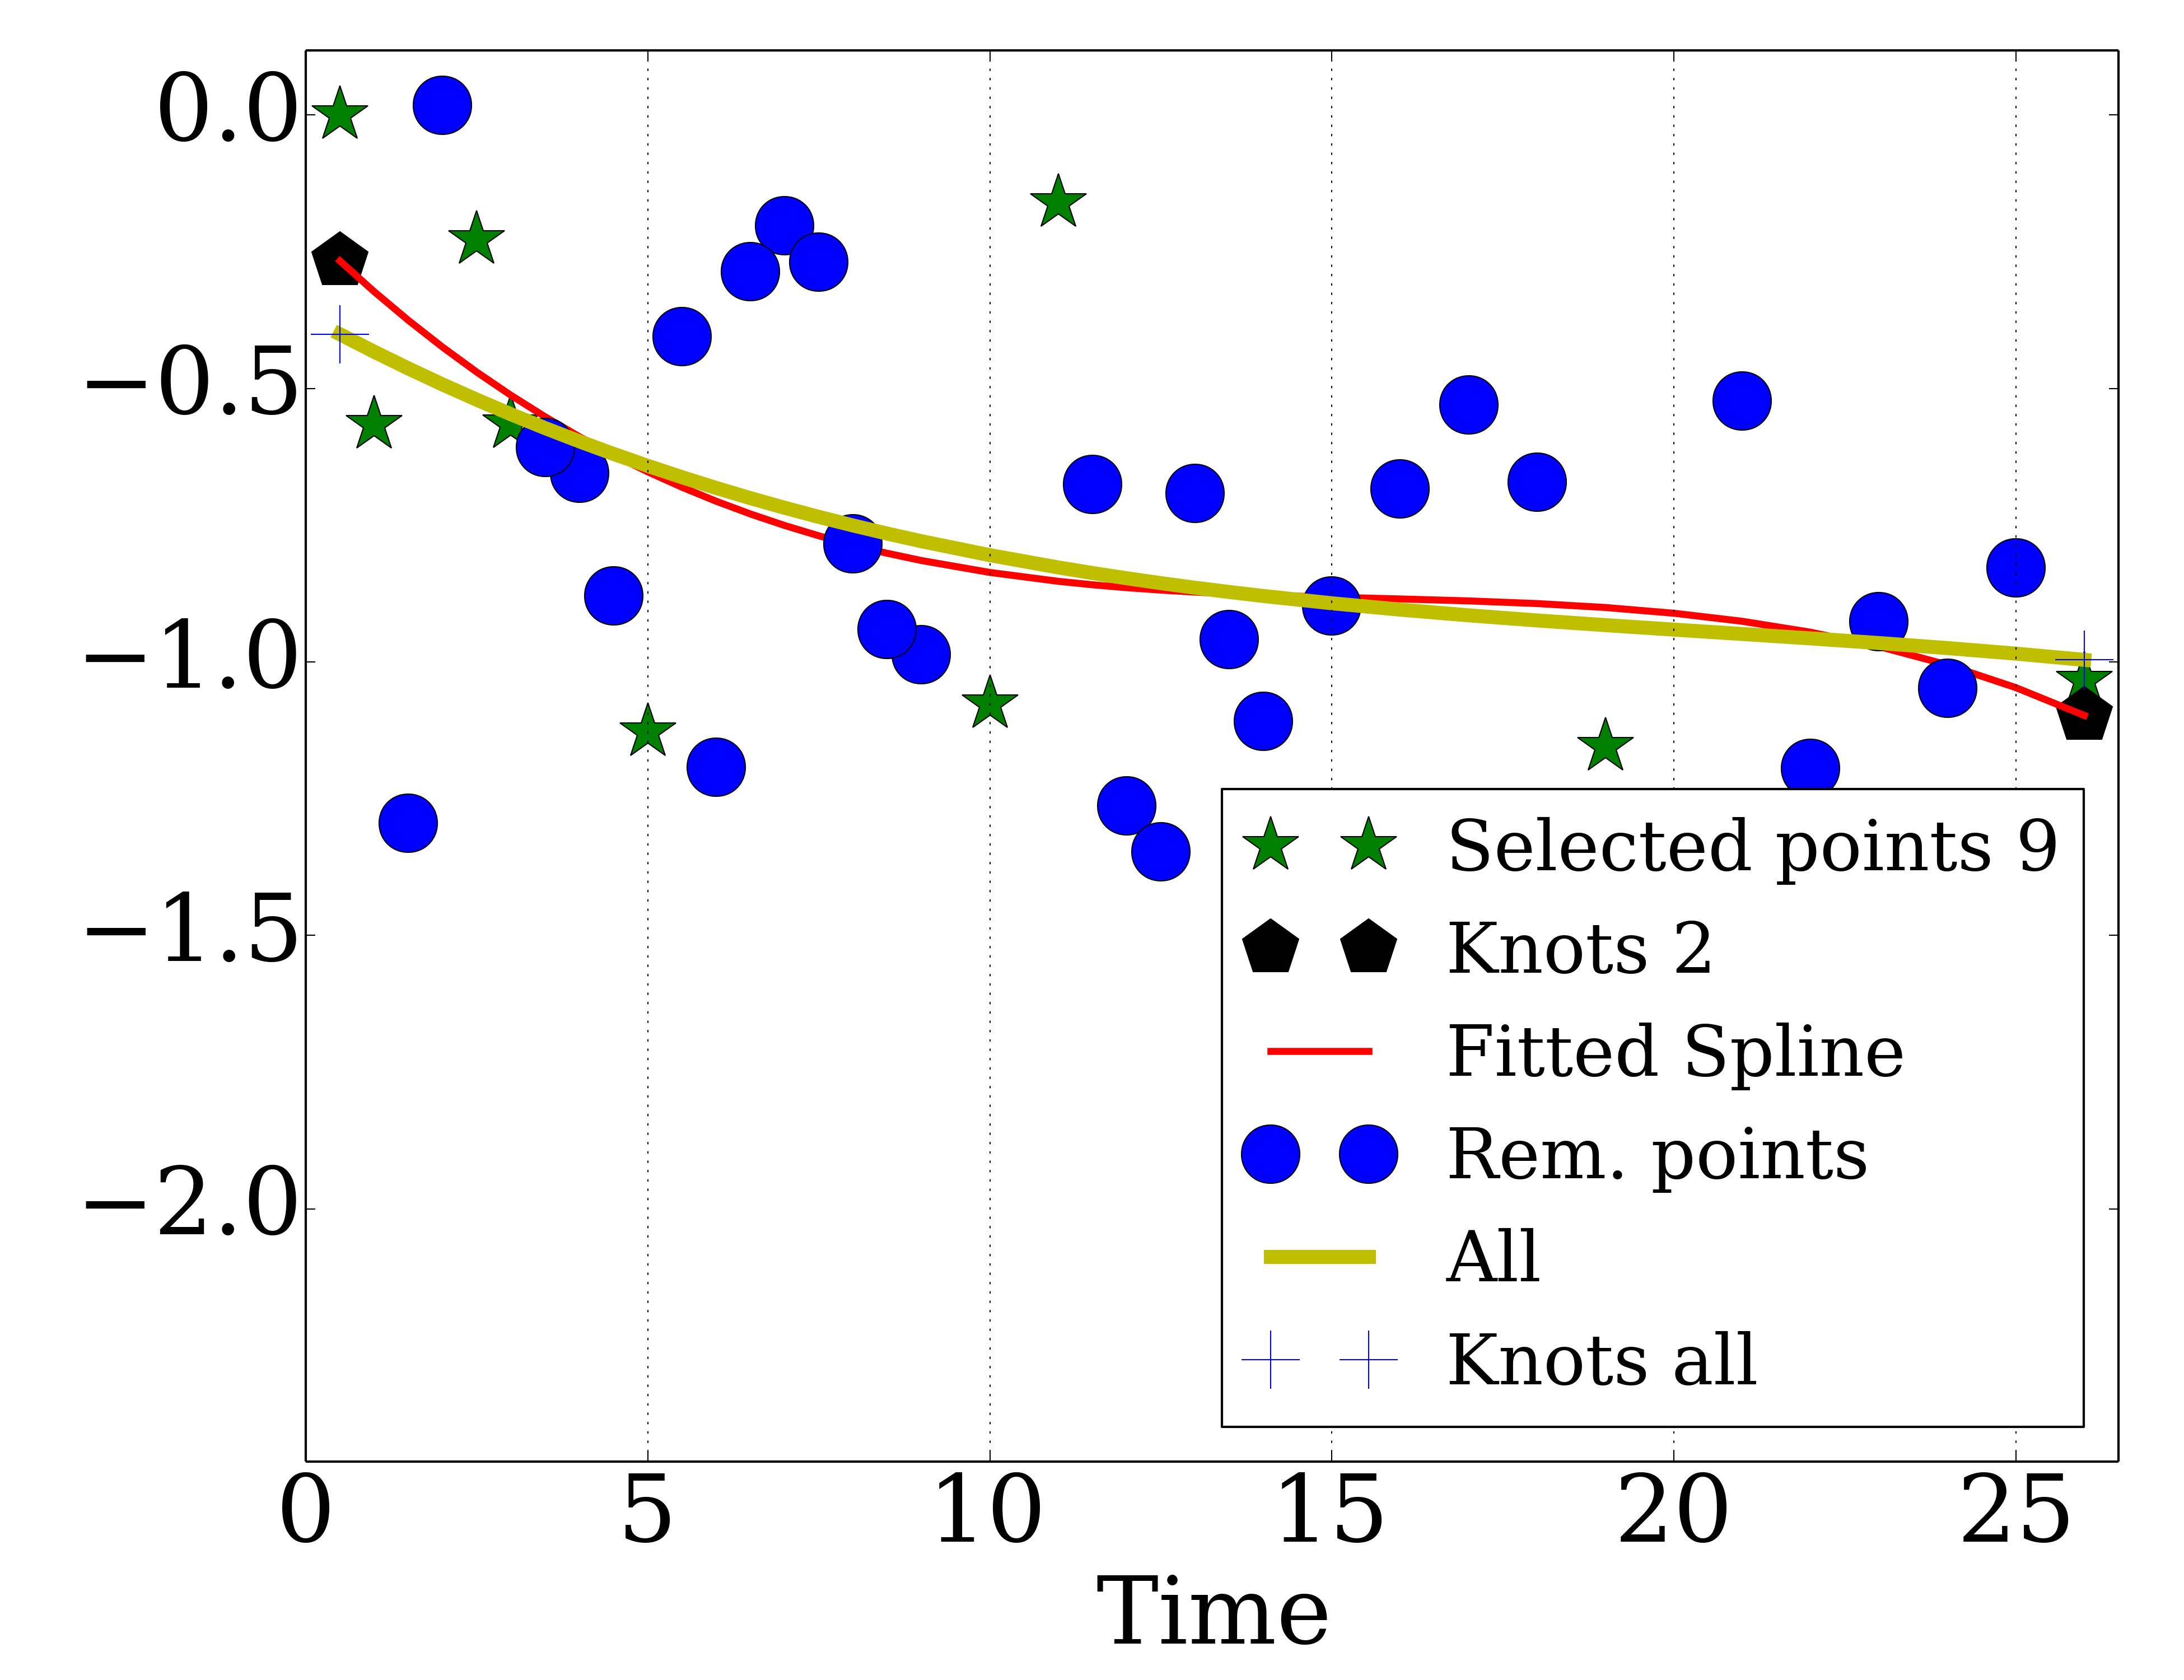 0.0
−0.5
−1.0
−1.5
−2.0
Selected points 9
Knots 2
Fitted Spline
Rem. points
All
Knots all
0 5 10 15 20 25
Time